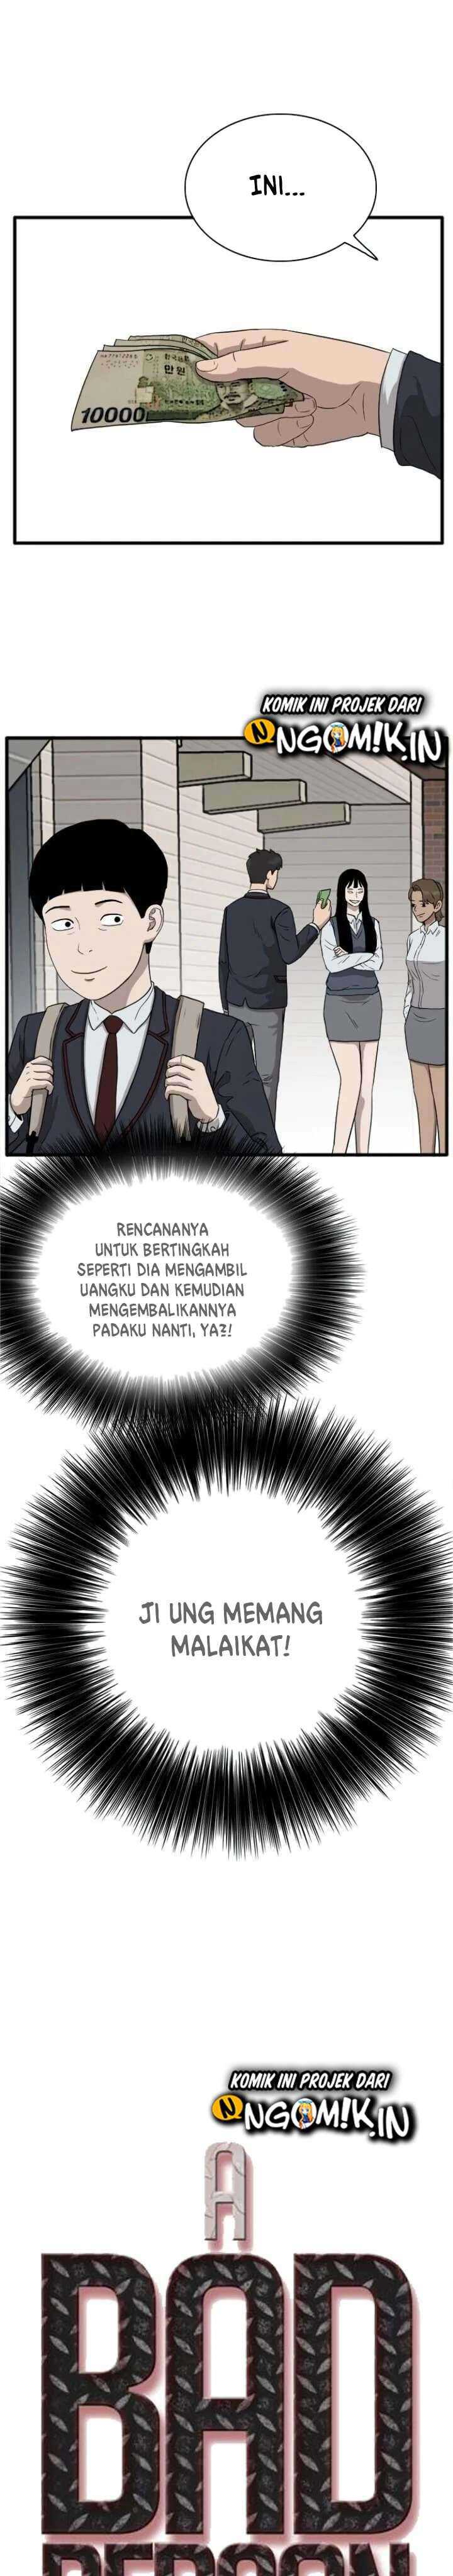 INI...
만원
10000
KOMIK INI PROJEK DARI
NGOMIK.IN
RENCANANYA
UNTUK BERTINGKAH
SEPERTI DIA MENGAMBIL
UANGKU DAN KEMUDIAN
MENGEMBALIKANNYA
PADAKU NANTI, YA?!
JI UNG MEMANG
MALAIKAT!
KOMIK INI PROJEK DARI
NGOMIK.IN
A
BAD
PERSON